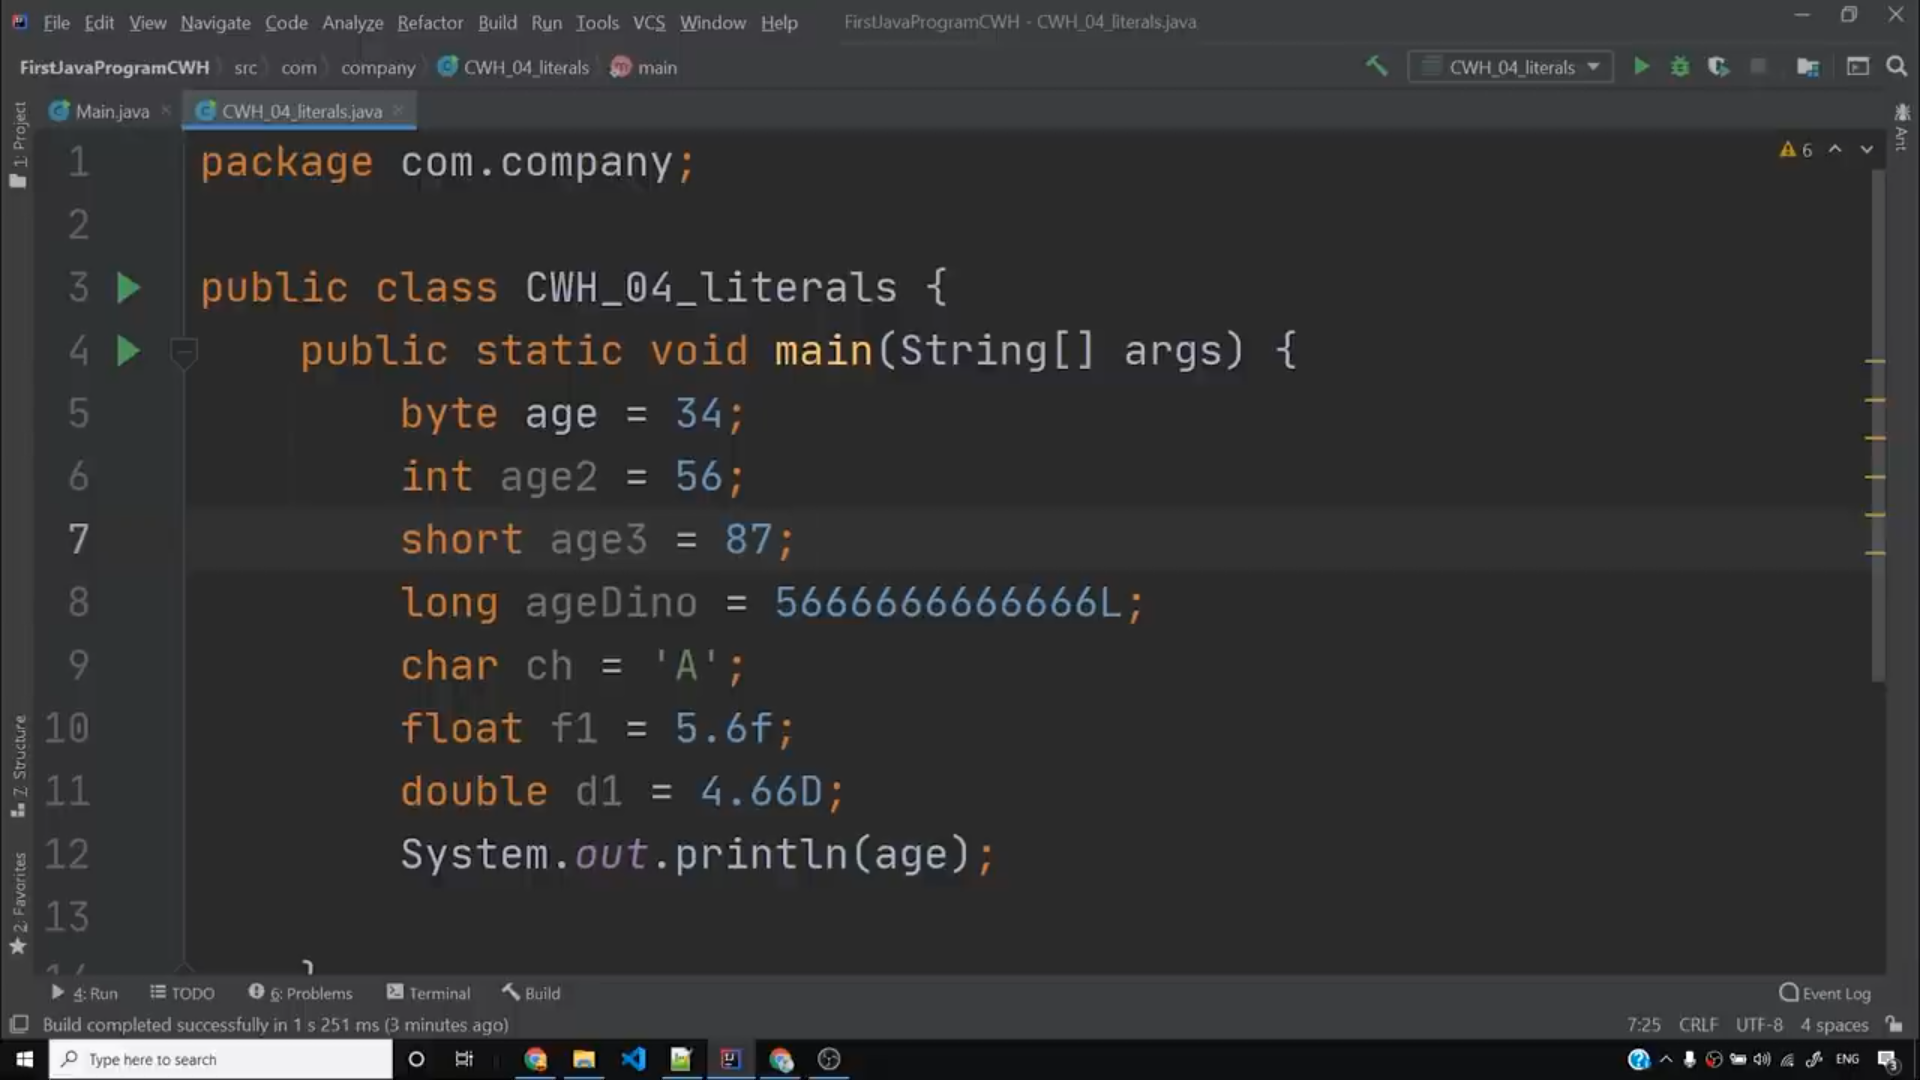 File Edit View Navigate Code Analyze Refactor Build Run Tools VCS Window Help FirstJavaProgramCWH - CWH_04_literals.java
FirstJavaProgramCWH src com company CWH_04_literals main CWH_04_literals
Main.java CWH_04_literals.java
1: Project
Ant
6
1 package com.company;
2
3 public class CWH_04_literals {
4 public static void main(String[] args) {
5 byte age = 34;
6 int age2 = 56;
7 short age3 = 87;
8 long ageDino = 5666666666666L;
9 char ch = 'A';
10 float f1 = 5.6f;
11 double d1 = 4.66D;
12 System.out.println(age);
13
14 }
7: Structure
2: Favorites
4: Run TODO 6: Problems Terminal Build Event Log
Build completed successfully in 1 s 251 ms (3 minutes ago) 7:25 CRLF UTF-8 4 spaces
Type here to search ENG 3